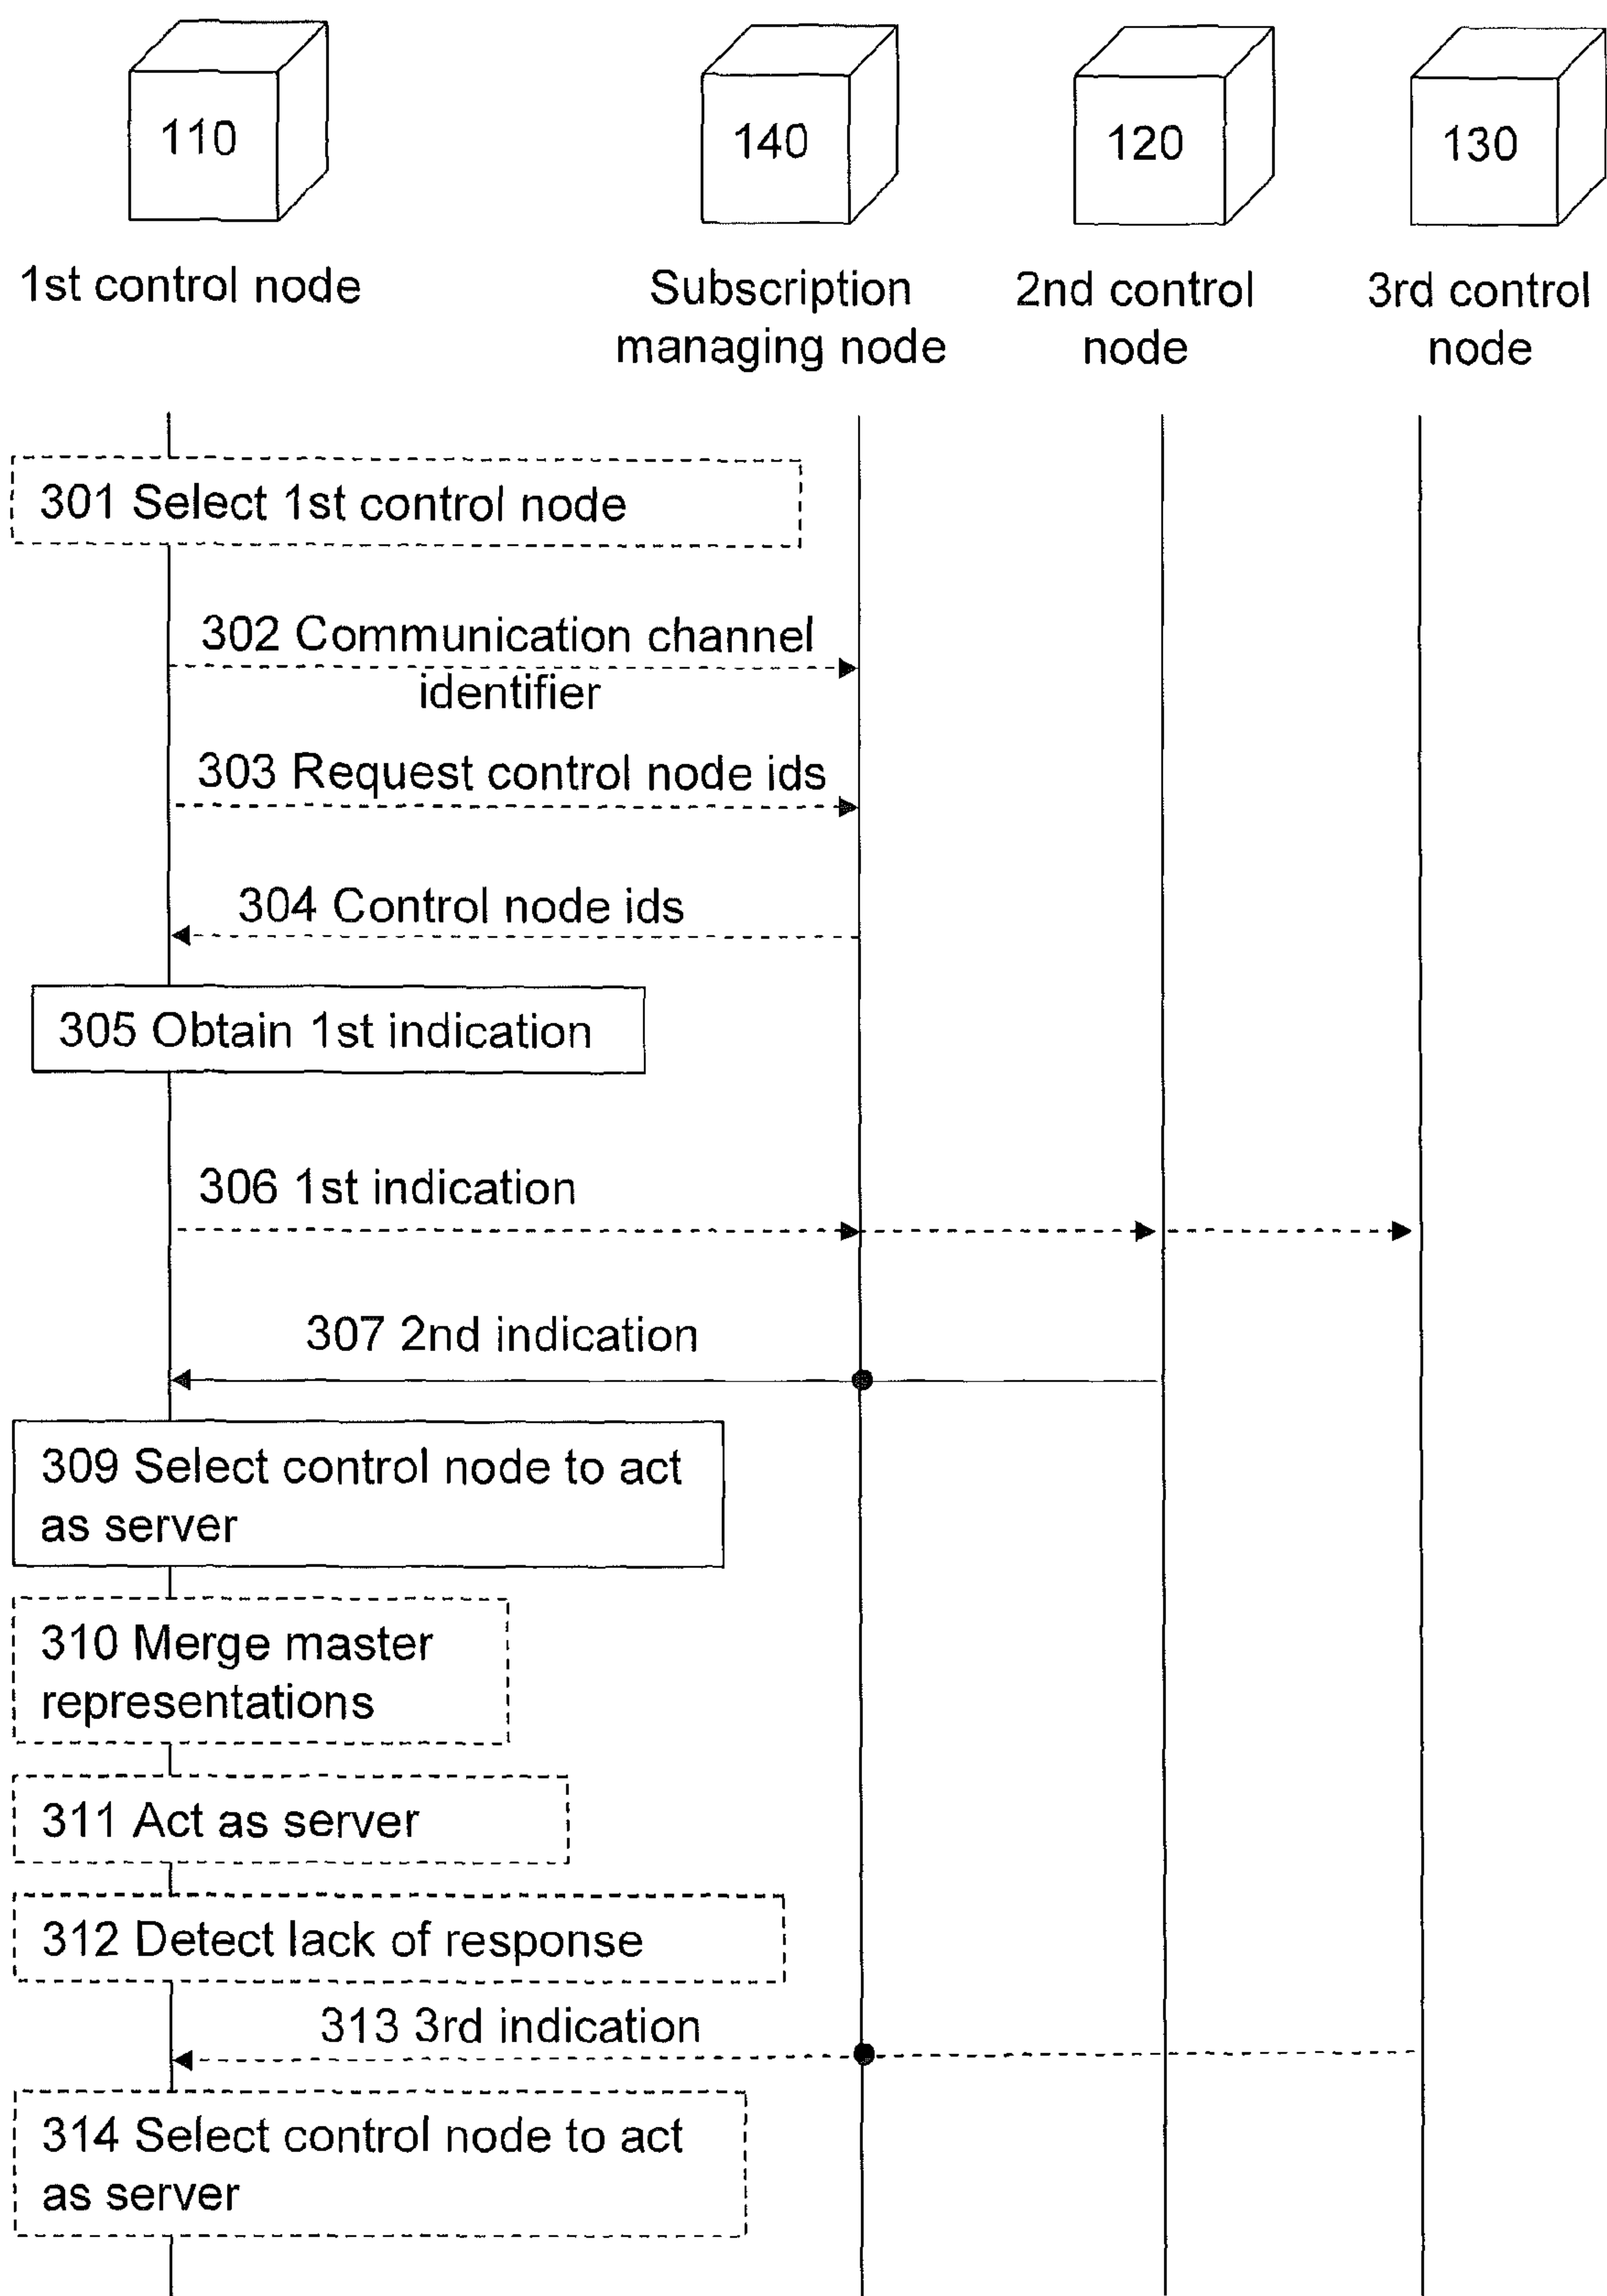 110
140
120
130
1st control node
Subscription
managing node
2nd control
node
3rd control
node
301 Select 1st control node
302 Communication channel
identifier
303 Request control node ids
304 Control node ids
305 Obtain 1st indication
306 1st indication
307 2nd indication
309 Select control node to act
as server
310 Merge master
representations
311 Act as server
312 Detect lack of response
313 3rd indication
314 Select control node to act
as server